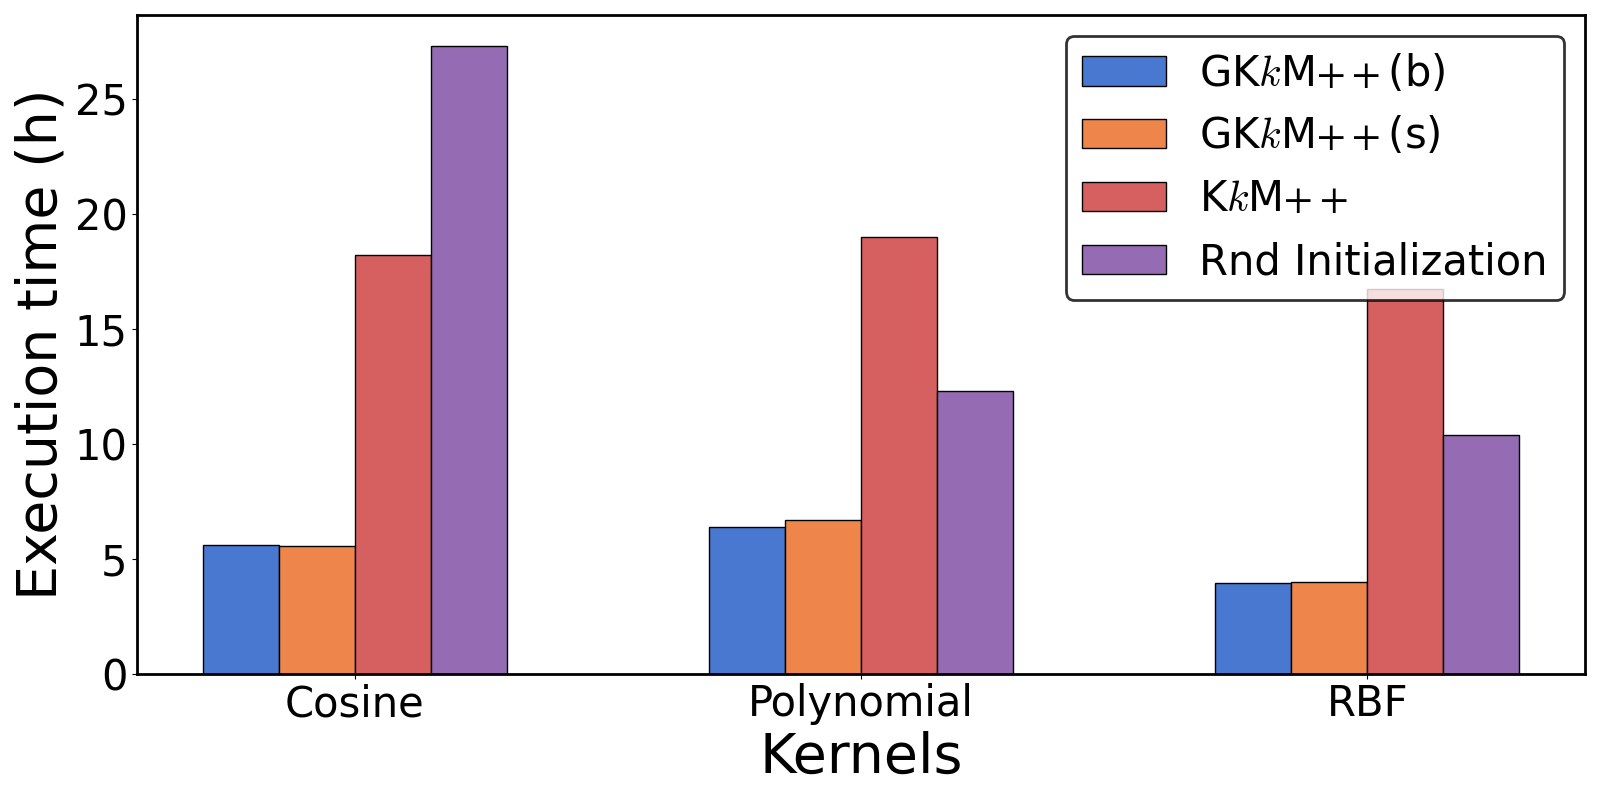 Execution time (h)
25
20
15
10
5
0
GKkM++(b)
GKkM++(s)
KkM++
Rnd Initialization
Cosine
Polynomial
RBF
Kernels